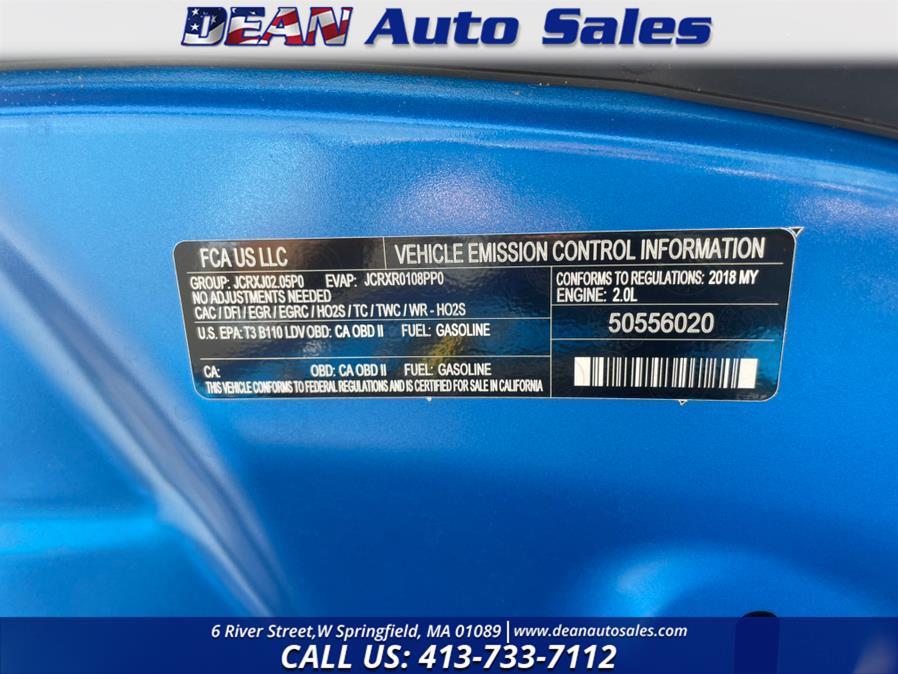 DEAN Auto Sales
FCA US LLC
VEHICLE EMISSION CONTROL INFORMATION
GROUP: JCRXJ02.05P0 EVAP: JCRXR0108PP0
NO ADJUSTMENTS NEEDED
CAC / DFI / EGR / EGRC / HO2S / TC / TWC / WR - HO2S
U.S. EPA: T3 B110 LDV OBD: CA OBD II FUEL: GASOLINE
CA: OBD: CA OBD II FUEL: GASOLINE
THIS VEHICLE CONFORMS TO FEDERAL REGULATIONS AND IS CERTIFIED FOR SALE IN CALIFORNIA
CONFORMS TO REGULATIONS: 2018 MY
ENGINE: 2.0L
50556020
6 River Street,W Springfield, MA 01089 | www.deanautosales.com
CALL US: 413-733-7112